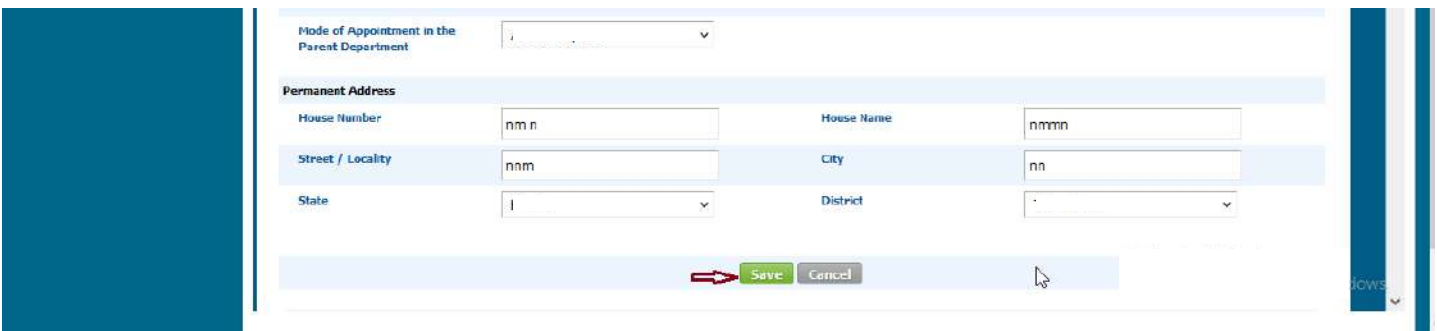 Mode of Appointment in the
Parent Department
Permanent Address
House Number nm n House Name nmmn
Street / Locality nnm City nn
State District
Save Cancel
dows